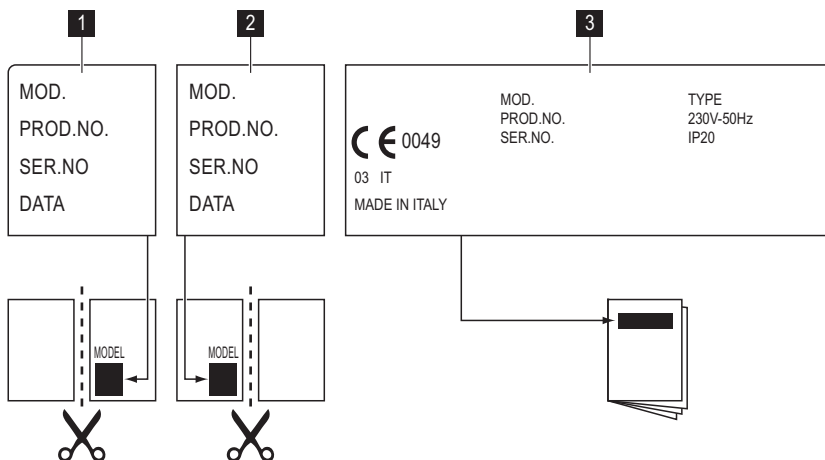 1
MOD.
PROD.NO.
SER.NO
DATA
MODEL
2
MOD.
PROD.NO.
SER.NO
DATA
MODEL
3
CE 0049
03 IT
MADE IN ITALY
MOD.
PROD.NO.
SER.NO.
TYPE
230V-50Hz
IP20